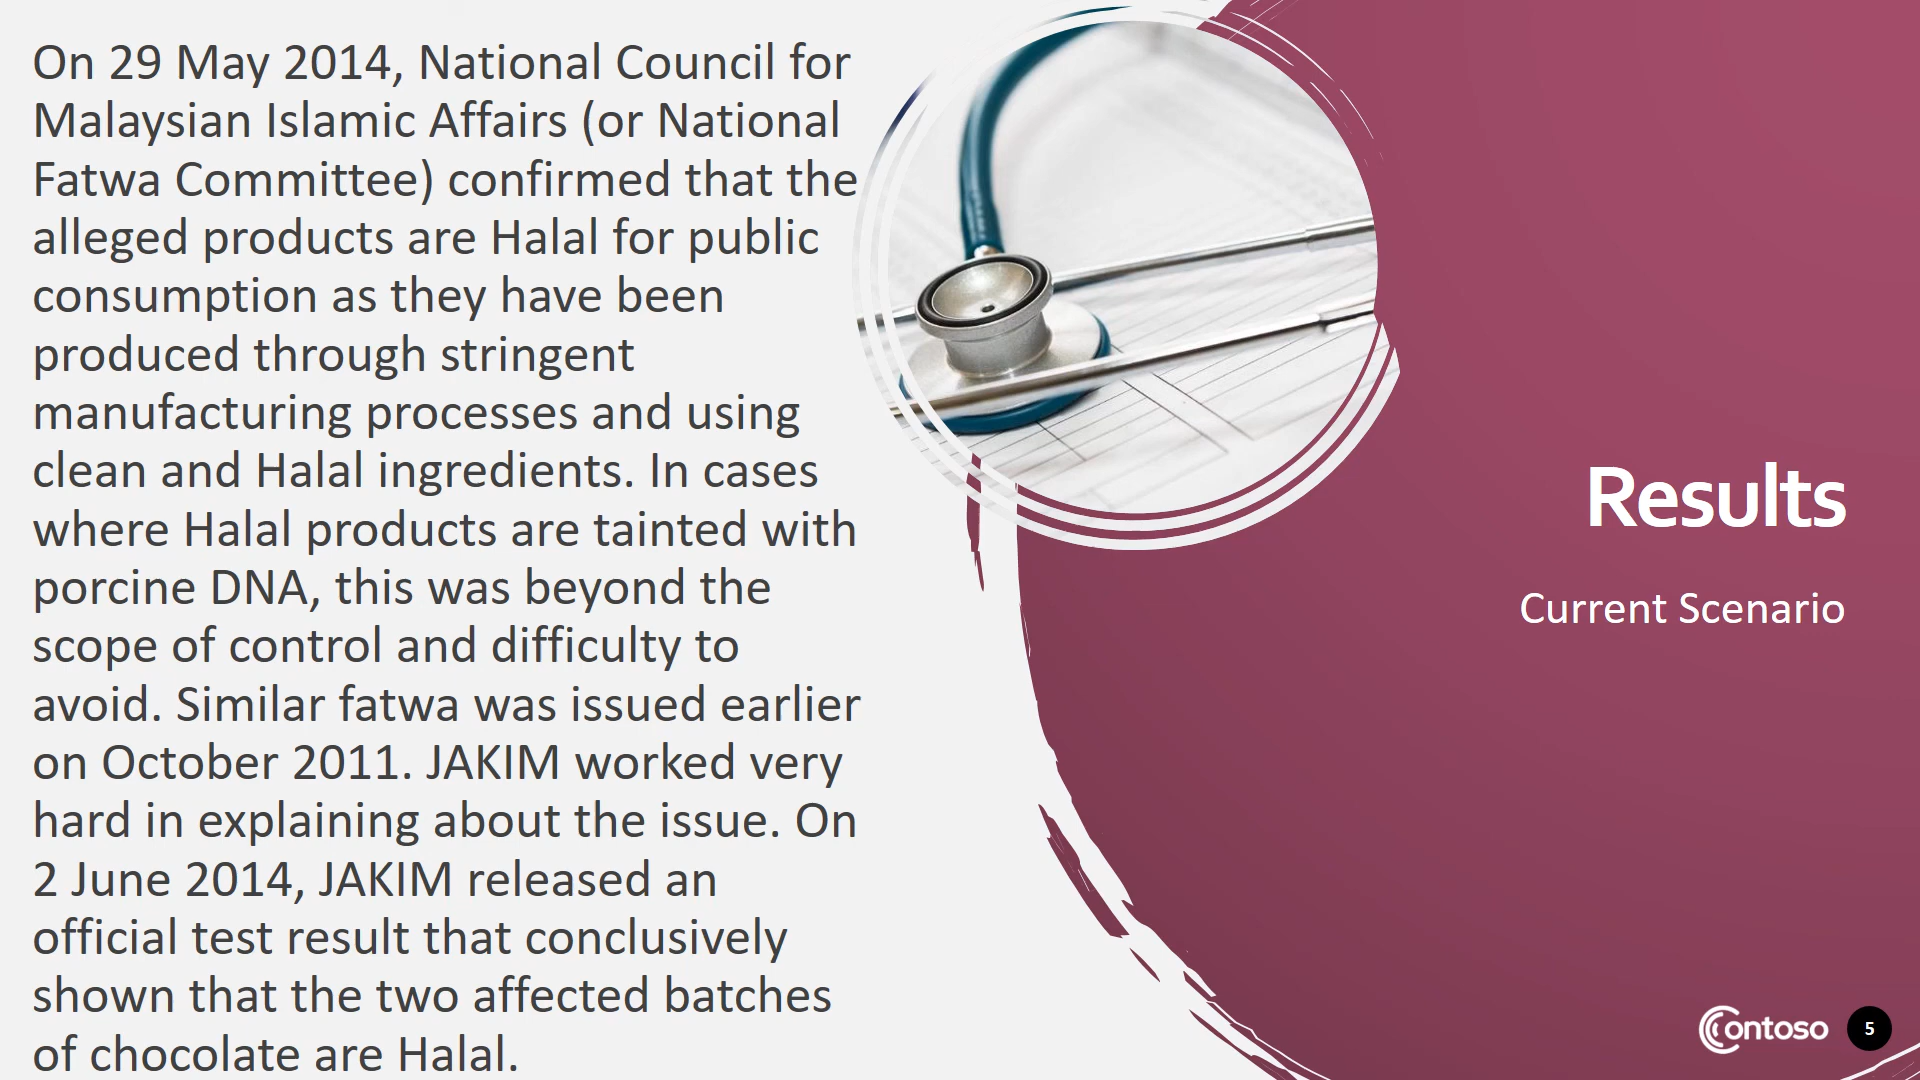 On 29 May 2014, National Council for
Malaysian Islamic Affairs (or National
Fatwa Committee) confirmed that the
alleged products are Halal for public
consumption as they have been
produced through stringent
manufacturing processes and using
clean and Halal ingredients. In cases
where Halal products are tainted with
porcine DNA, this was beyond the
scope of control and difficulty to
avoid. Similar fatwa was issued earlier
on October 2011. JAKIM worked very
hard in explaining about the issue. On
2 June 2014, JAKIM released an
official test result that conclusively
shown that the two affected batches
of chocolate are Halal.
Results
Current Scenario
Contoso
5